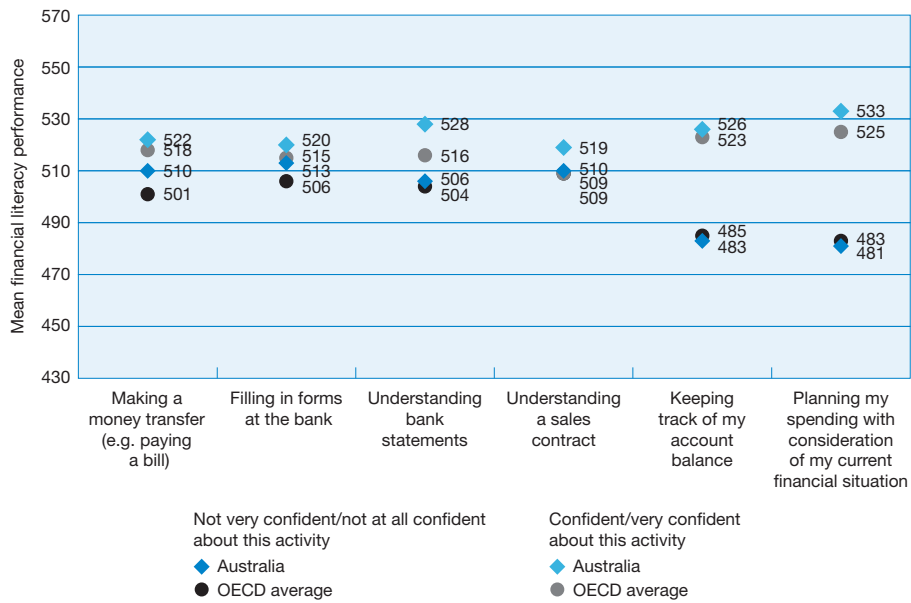 570
550
530
510
490
470
450
430
Mean financial literacy performance
522
518
510
501
520
515
513
506
528
516
506
504
519
510
509
509
526
523
485
483
533
525
483
481
Making a
money transfer
(e.g. paying
a bill)
Filling in forms
at the bank
Understanding
bank
statements
Understanding
a sales
contract
Keeping
track of my
account
balance
Planning my
spending with
consideration
of my current
financial situation
Not very confident/not at all confident
about this activity
Australia
OECD average
Confident/very confident
about this activity
Australia
OECD average